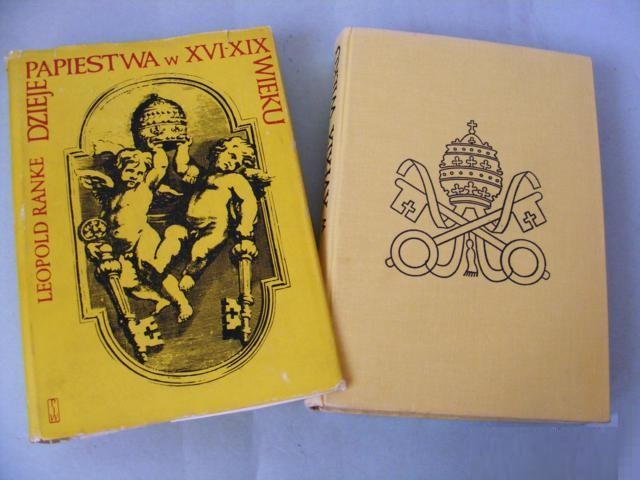 LEOPOLD RANKE
DZIEJE
PAPIESTWA w XVI-XIX
WIEKU